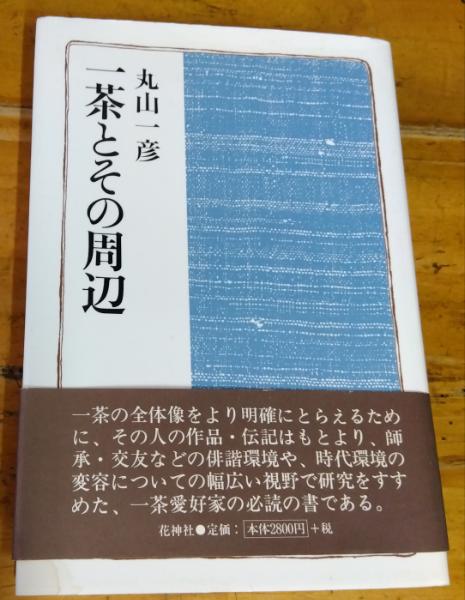 一茶とその周辺
丸山一彦
一茶の全体像をより明確にとらえるため
に、その人の作品・伝記はもとより、師
承・交友などの俳諧環境や、時代環境の
変容についての幅広い視野で研究をすす
めた、一茶愛好家の必読の書である。
花神社●定価：本体2800円+税